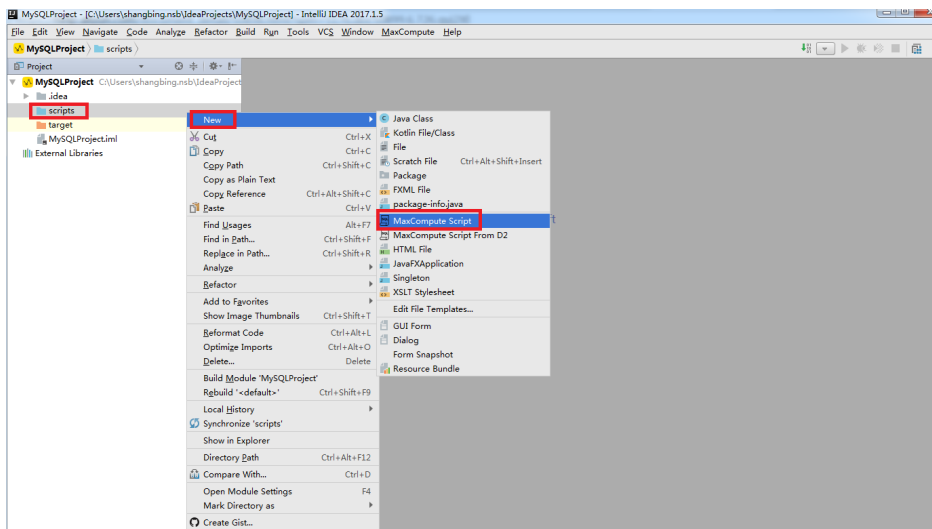 MySQLProject - [C:\Users\shangbing.nsb\IdeaProjects\MySQLProject] - IntelliJ IDEA 2017.1.5
File Edit View Navigate Code Analyze Refactor Build Run Tools VCS Window MaxCompute Help
MySQLProject scripts
Project
MySQLProject C:\Users\shangbing.nsb\IdeaProject
.idea
scripts
target
MySQLProject.iml
External Libraries
New
Cut Ctrl+X
Copy Ctrl+C
Copy Path Ctrl+Shift+C
Copy as Plain Text
Copy Reference Ctrl+Alt+Shift+C
Paste Ctrl+V
Find Usages Alt+F7
Find in Path... Ctrl+Shift+F
Replace in Path... Ctrl+Shift+R
Analyze
Refactor
Add to Favorites
Show Image Thumbnails Ctrl+Shift+T
Reformat Code Ctrl+Alt+L
Optimize Imports Ctrl+Alt+O
Delete... Delete
Build Module 'MySQLProject'
Rebuild '<default>' Ctrl+Shift+F9
Local History
Synchronize 'scripts'
Show in Explorer
Directory Path Ctrl+Alt+F12
Compare With... Ctrl+D
Open Module Settings F4
Mark Directory as
Create Gist...
Java Class
Kotlin File/Class
File
Scratch File Ctrl+Alt+Shift+Insert
Package
FXML File
package-info.java
MaxCompute Script
MaxCompute Script From D2
HTML File
JavaFXApplication
Singleton
XSLT Stylesheet
Edit File Templates...
GUI Form
Dialog
Form Snapshot
Resource Bundle